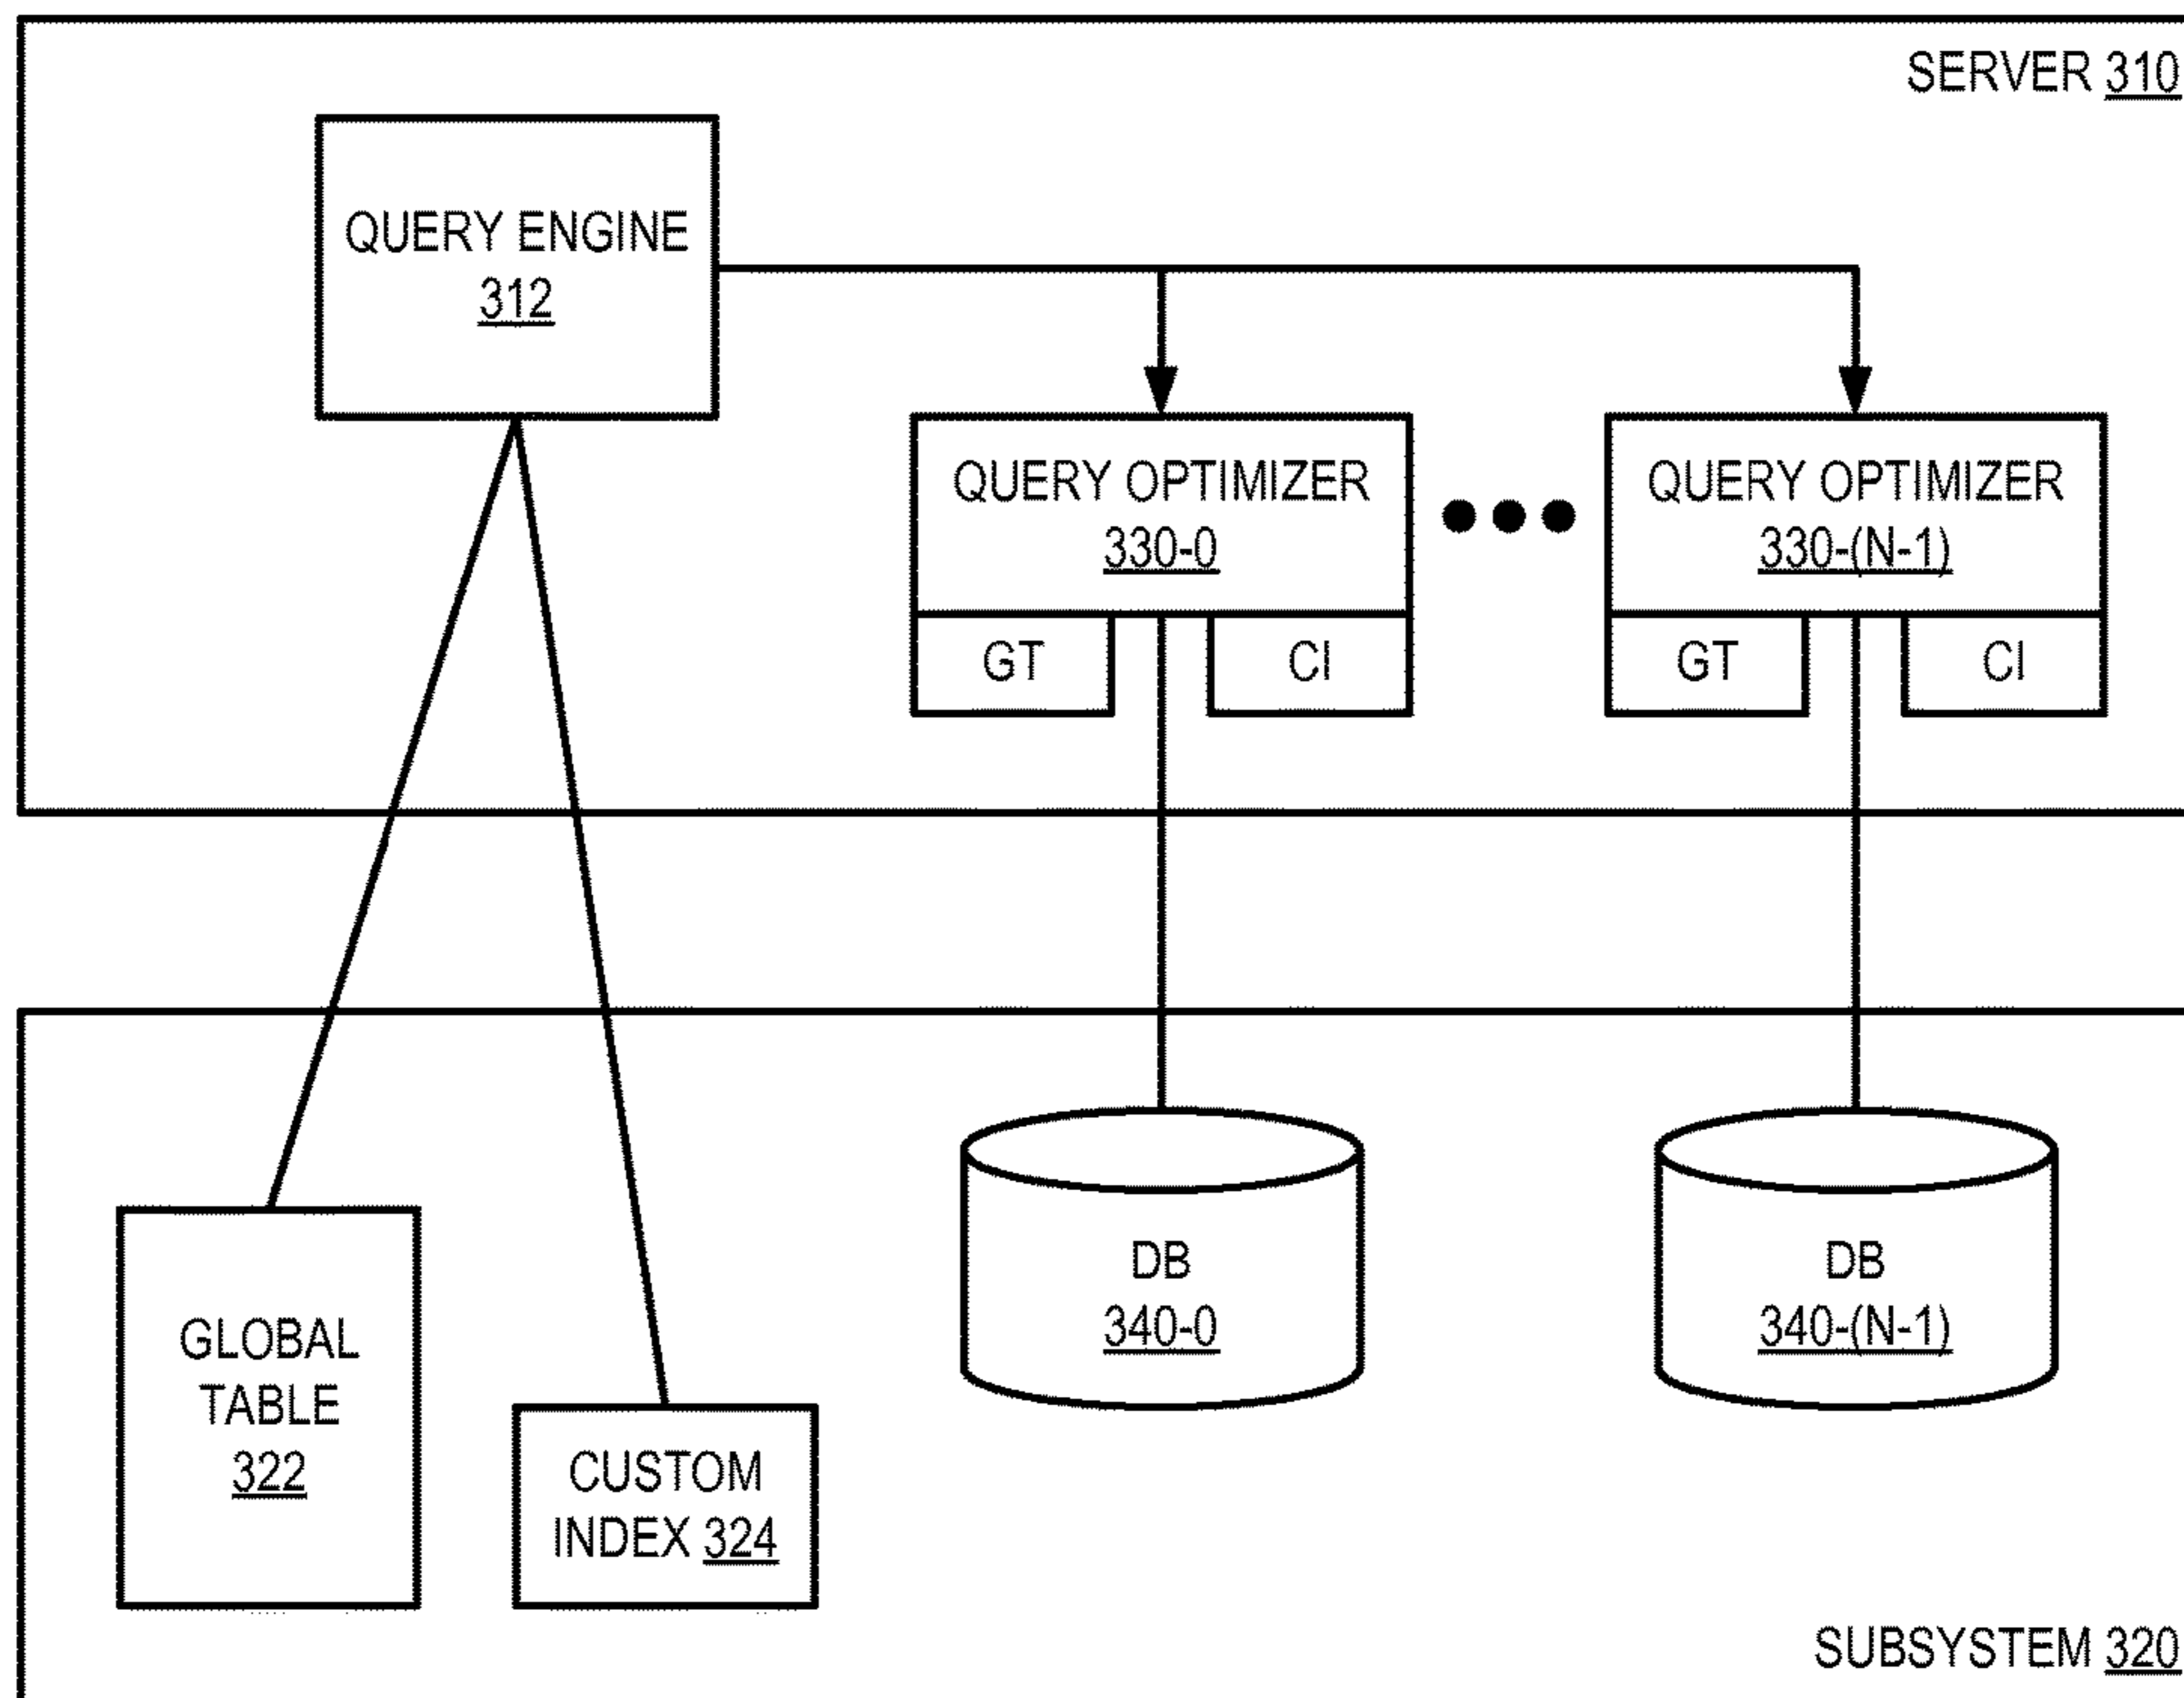 SERVER 310
QUERY ENGINE
312
QUERY OPTIMIZER
330-0
GT
CI
QUERY OPTIMIZER
330-(N-1)
GT
CI
GLOBAL
TABLE
322
CUSTOM
INDEX 324
DB
340-0
DB
340-(N-1)
SUBSYSTEM 320